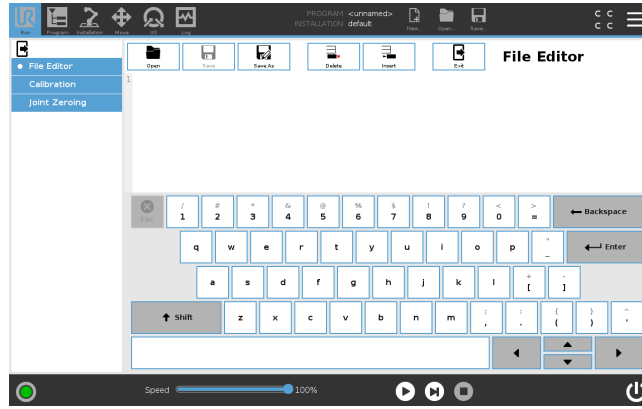 UR
PROGRAM <unnamed>
INSTALLATION default
C C
C C
Run Program Installation Move I/O Log New... Open... Save...
Open Save Save As Delete Insert Exit File Editor
File Editor
Calibration
Joint Zeroing
1
/ # * & @ % $ ! ? < >
Esc 1 2 3 4 5 6 7 8 9 0 = Backspace
"
q w e r t y u i o p _ Enter
+ -
a s d f g h j k l [ ]
; : { } ^
Shift z x c v b n m , . ( ) '
Speed 100%